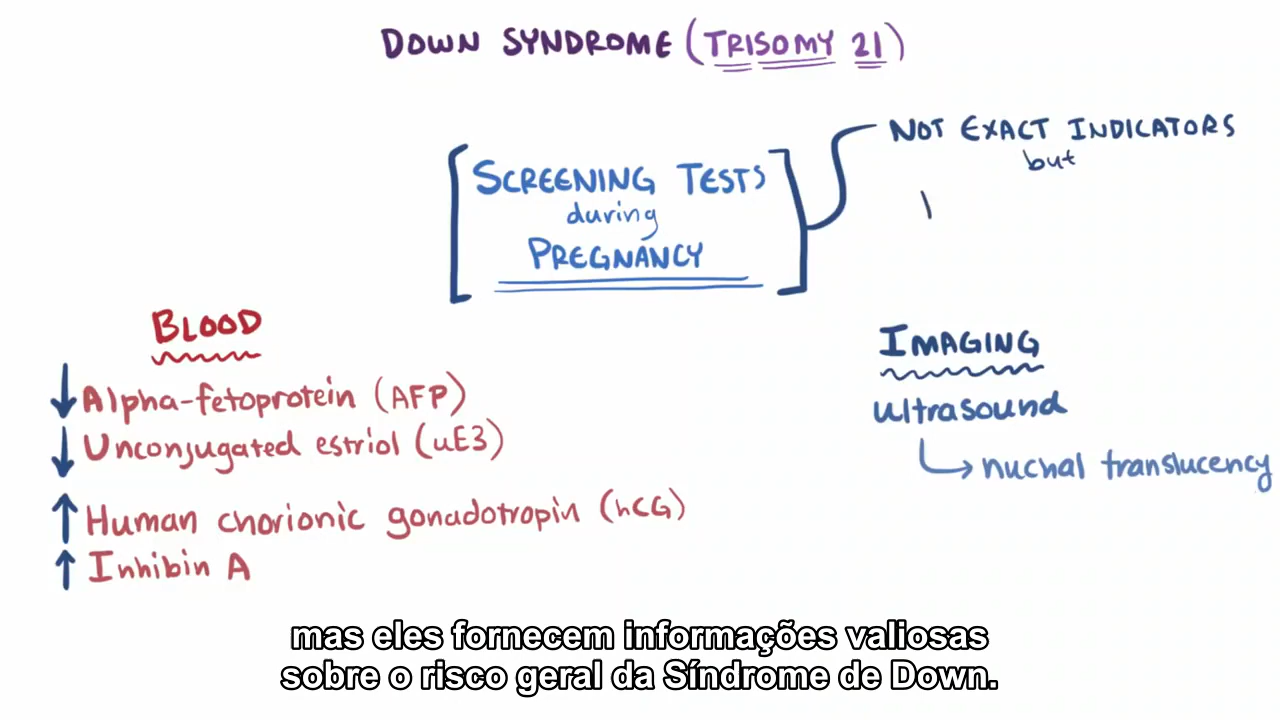 DOWN SYNDROME (TRISOMY 21)
NOT EXACT INDICATORS
but
SCREENING TESTS
during
PREGNANCY
BLOOD
Alpha-fetoprotein (AFP)
Unconjugated estriol (uE3)
Human chorionic gonadotropin (hCG)
Inhibin A
IMAGING
ultrasound
nuchal translucency
mas eles fornecem informações valiosas
sobre o risco geral da Síndrome de Down.